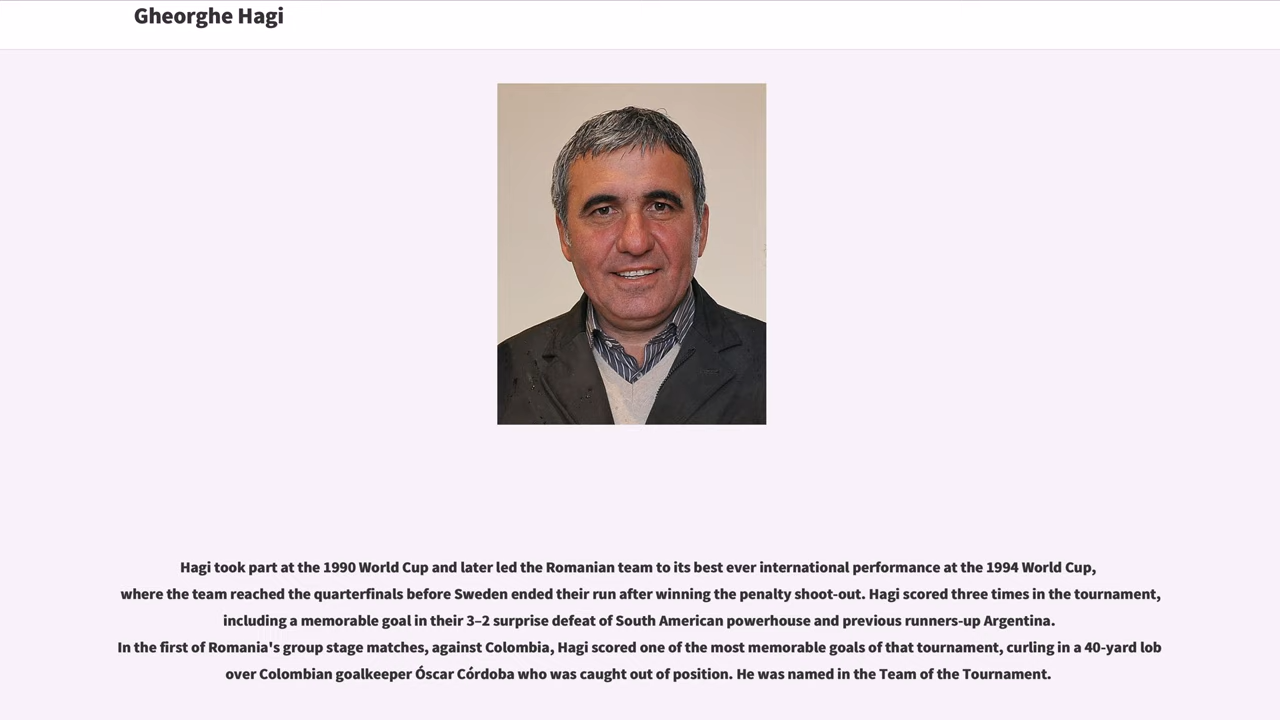 Gheorghe Hagi
Hagi took part at the 1990 World Cup and later led the Romanian team to its best ever international performance at the 1994 World Cup,
where the team reached the quarterfinals before Sweden ended their run after winning the penalty shoot-out. Hagi scored three times in the tournament,
including a memorable goal in their 3–2 surprise defeat of South American powerhouse and previous runners-up Argentina.
In the first of Romania's group stage matches, against Colombia, Hagi scored one of the most memorable goals of that tournament, curling in a 40-yard lob
over Colombian goalkeeper Óscar Córdoba who was caught out of position. He was named in the Team of the Tournament.